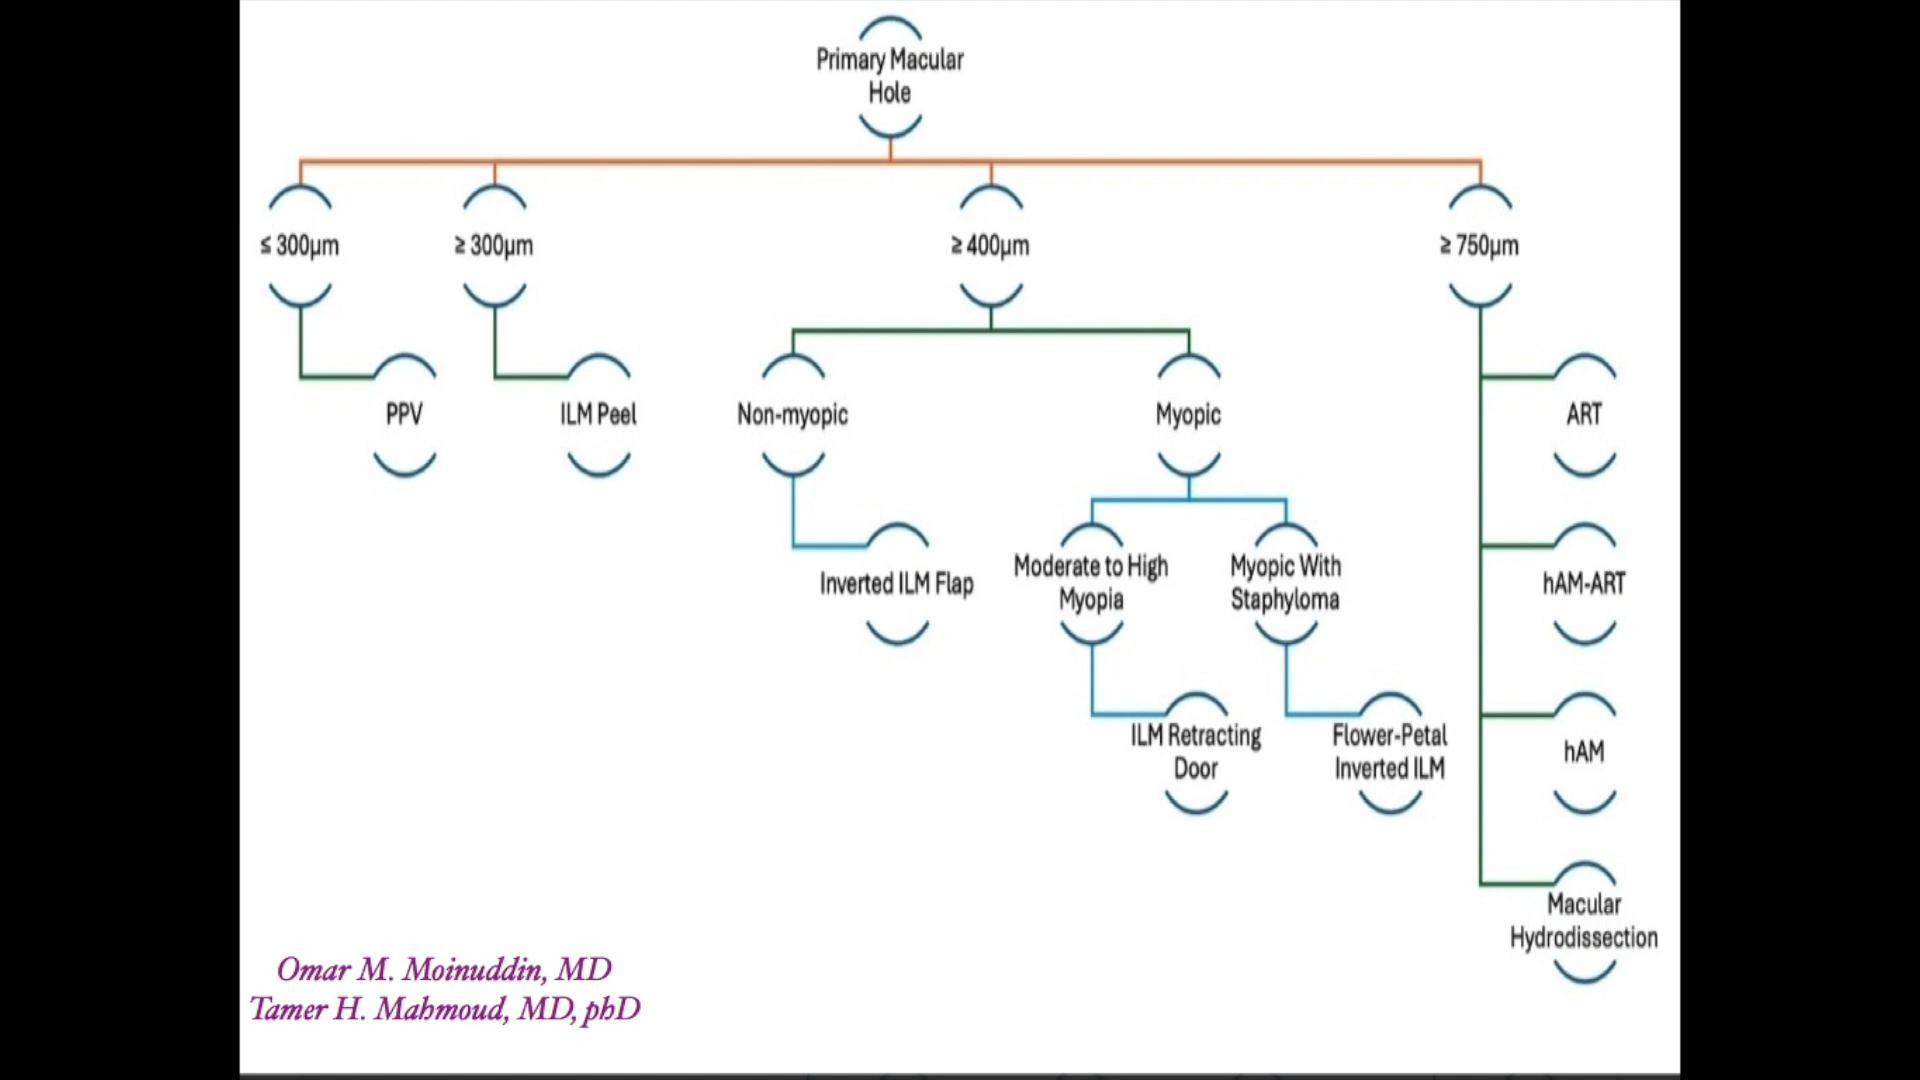 Primary Macular
Hole
≤ 300µm
≥ 300µm
≥ 400µm
≥ 750µm
PPV
ILM Peel
Non-myopic
Myopic
ART
Inverted ILM Flap
Moderate to High
Myopia
Myopic With
Staphyloma
hAM-ART
ILM Retracting
Door
Flower-Petal
Inverted ILM
hAM
Macular
Hydrodissection
Omar M. Moinuddin, MD
Tamer H. Mahmoud, MD, phD